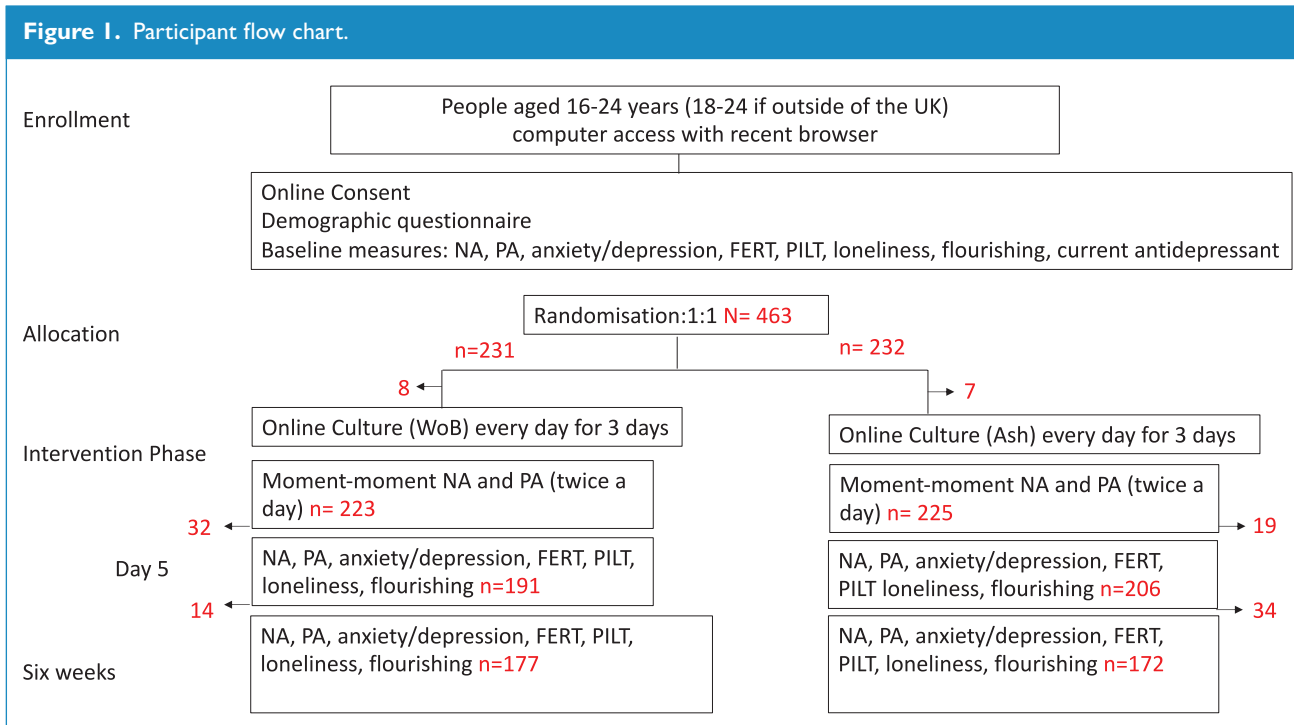 Figure 1. Participant flow chart.
Enrollment
People aged 16-24 years (18-24 if outside of the UK)
computer access with recent browser
Online Consent
Demographic questionnaire
Baseline measures: NA, PA, anxiety/depression, FERT, PILT, loneliness, flourishing, current antidepressant
Allocation
Randomisation:1:1 N= 463
n=231
n= 232
8
7
Intervention Phase
Online Culture (WoB) every day for 3 days
Online Culture (Ash) every day for 3 days
Moment-moment NA and PA (twice a
day) n= 223
Moment-moment NA and PA (twice a
day) n= 225
32
19
Day 5
NA, PA, anxiety/depression, FERT, PILT,
loneliness, flourishing n=191
NA, PA, anxiety/depression, FERT,
PILT loneliness, flourishing n=206
14
34
Six weeks
NA, PA, anxiety/depression, FERT, PILT,
loneliness, flourishing n=177
NA, PA, anxiety/depression, FERT,
PILT, loneliness, flourishing n=172